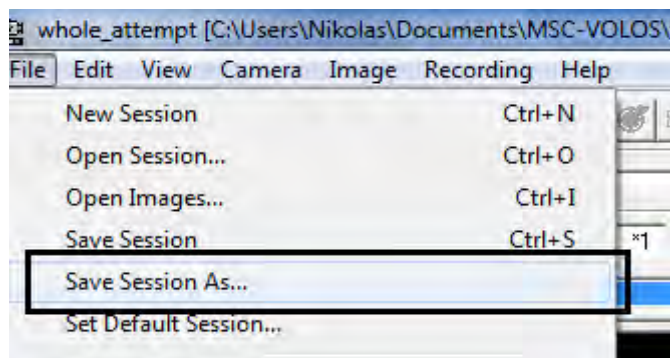 whole_attempt [C:\Users\Nikolas\Documents\MSC-VOLOS\
File Edit View Camera Image Recording Help
New Session Ctrl+N
Open Session... Ctrl+O
Open Images... Ctrl+I
Save Session Ctrl+S
×1
Save Session As...
Set Default Session...